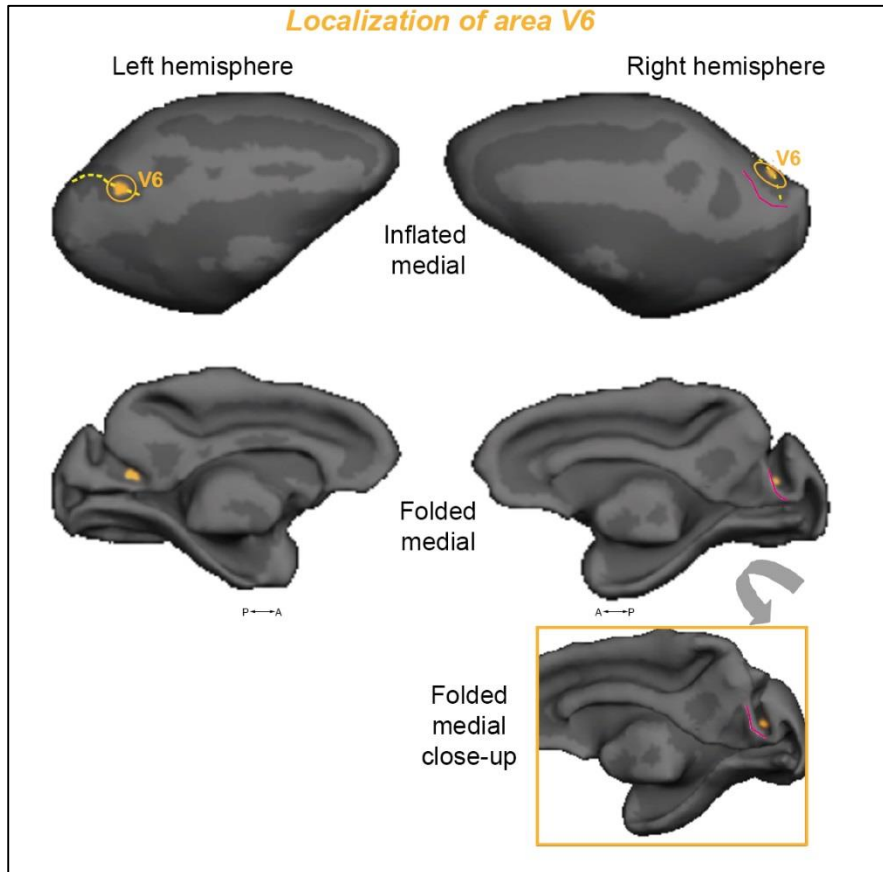 Localization of area V6
Left hemisphere
Right hemisphere
V6
V6
Inflated
medial
Folded
medial
P ⟷ A
A ⟷ P
Folded
medial
close-up